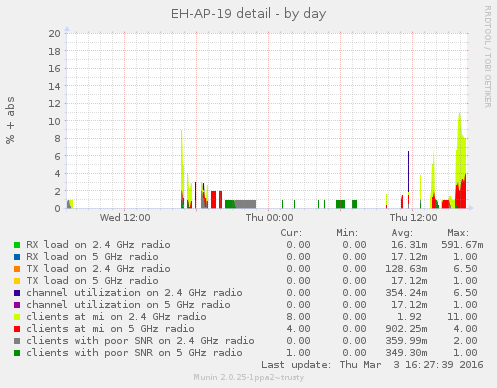 EH-AP-19 detail - by day
RRDTOOL / TOBI OETIKER
% + abs
20
18
16
14
12
10
8
6
4
2
0
Wed 12:00 Thu 00:00 Thu 12:00
Cur: Min: Avg: Max:
RX load on 2.4 GHz radio 0.00 0.00 16.31m 591.67m
RX load on 5 GHz radio 0.00 0.00 17.12m 1.00
TX load on 2.4 GHz radio 0.00 0.00 128.63m 6.50
TX load on 5 GHz radio 0.00 0.00 17.12m 1.00
channel utilization on 2.4 GHz radio 0.00 0.00 354.24m 6.50
channel utilization on 5 GHz radio 0.00 0.00 17.12m 1.00
clients at mi on 2.4 GHz radio 8.00 0.00 1.92 11.00
clients at mi on 5 GHz radio 4.00 0.00 902.25m 4.00
clients with poor SNR on 2.4 GHz radio 0.00 0.00 359.99m 2.00
clients with poor SNR on 5 GHz radio 1.00 0.00 349.30m 1.00
Last update: Thu Mar 3 16:27:39 2016
Munin 2.0.25-1ppa2~trusty